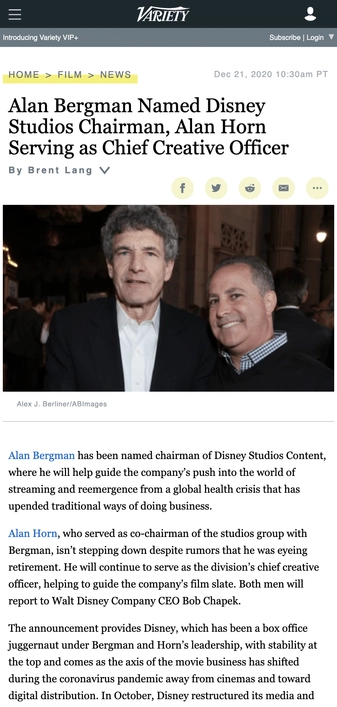 VARIETY
Introducing Variety VIP+
Subscribe | Login ▼
HOME > FILM > NEWS
Dec 21, 2020 10:30am PT
Alan Bergman Named Disney
Studios Chairman, Alan Horn
Serving as Chief Creative Officer
By Brent Lang
Alex J. Berliner/ABImages
Alan Bergman has been named chairman of Disney Studios Content,
where he will help guide the company’s push into the world of
streaming and reemergence from a global health crisis that has
upended traditional ways of doing business.
Alan Horn, who served as co-chairman of the studios group with
Bergman, isn’t stepping down despite rumors that he was eyeing
retirement. He will continue to serve as the division’s chief creative
officer, helping to guide the company’s film slate. Both men will
report to Walt Disney Company CEO Bob Chapek.
The announcement provides Disney, which has been a box office
juggernaut under Bergman and Horn’s leadership, with stability at
the top and comes as the axis of the movie business has shifted
during the coronavirus pandemic away from cinemas and toward
digital distribution. In October, Disney restructured its media and